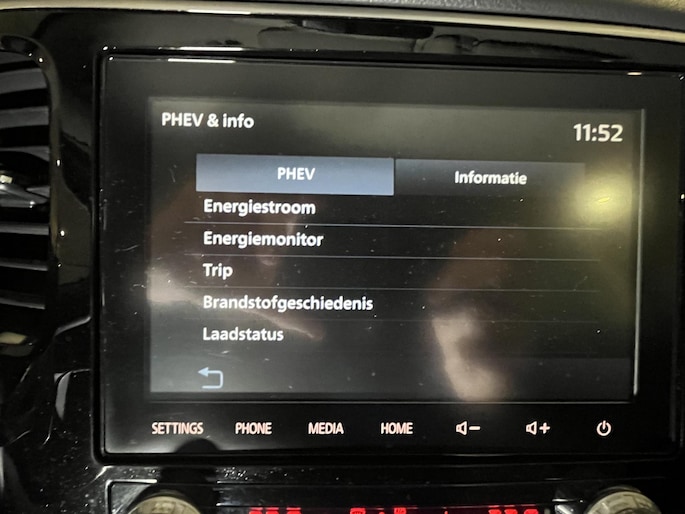 PHEV & info
11:52
PHEV
Informatie
Energiestroom
Energiemonitor
Trip
Brandstofgeschiedenis
Laadstatus
SETTINGS PHONE MEDIA HOME